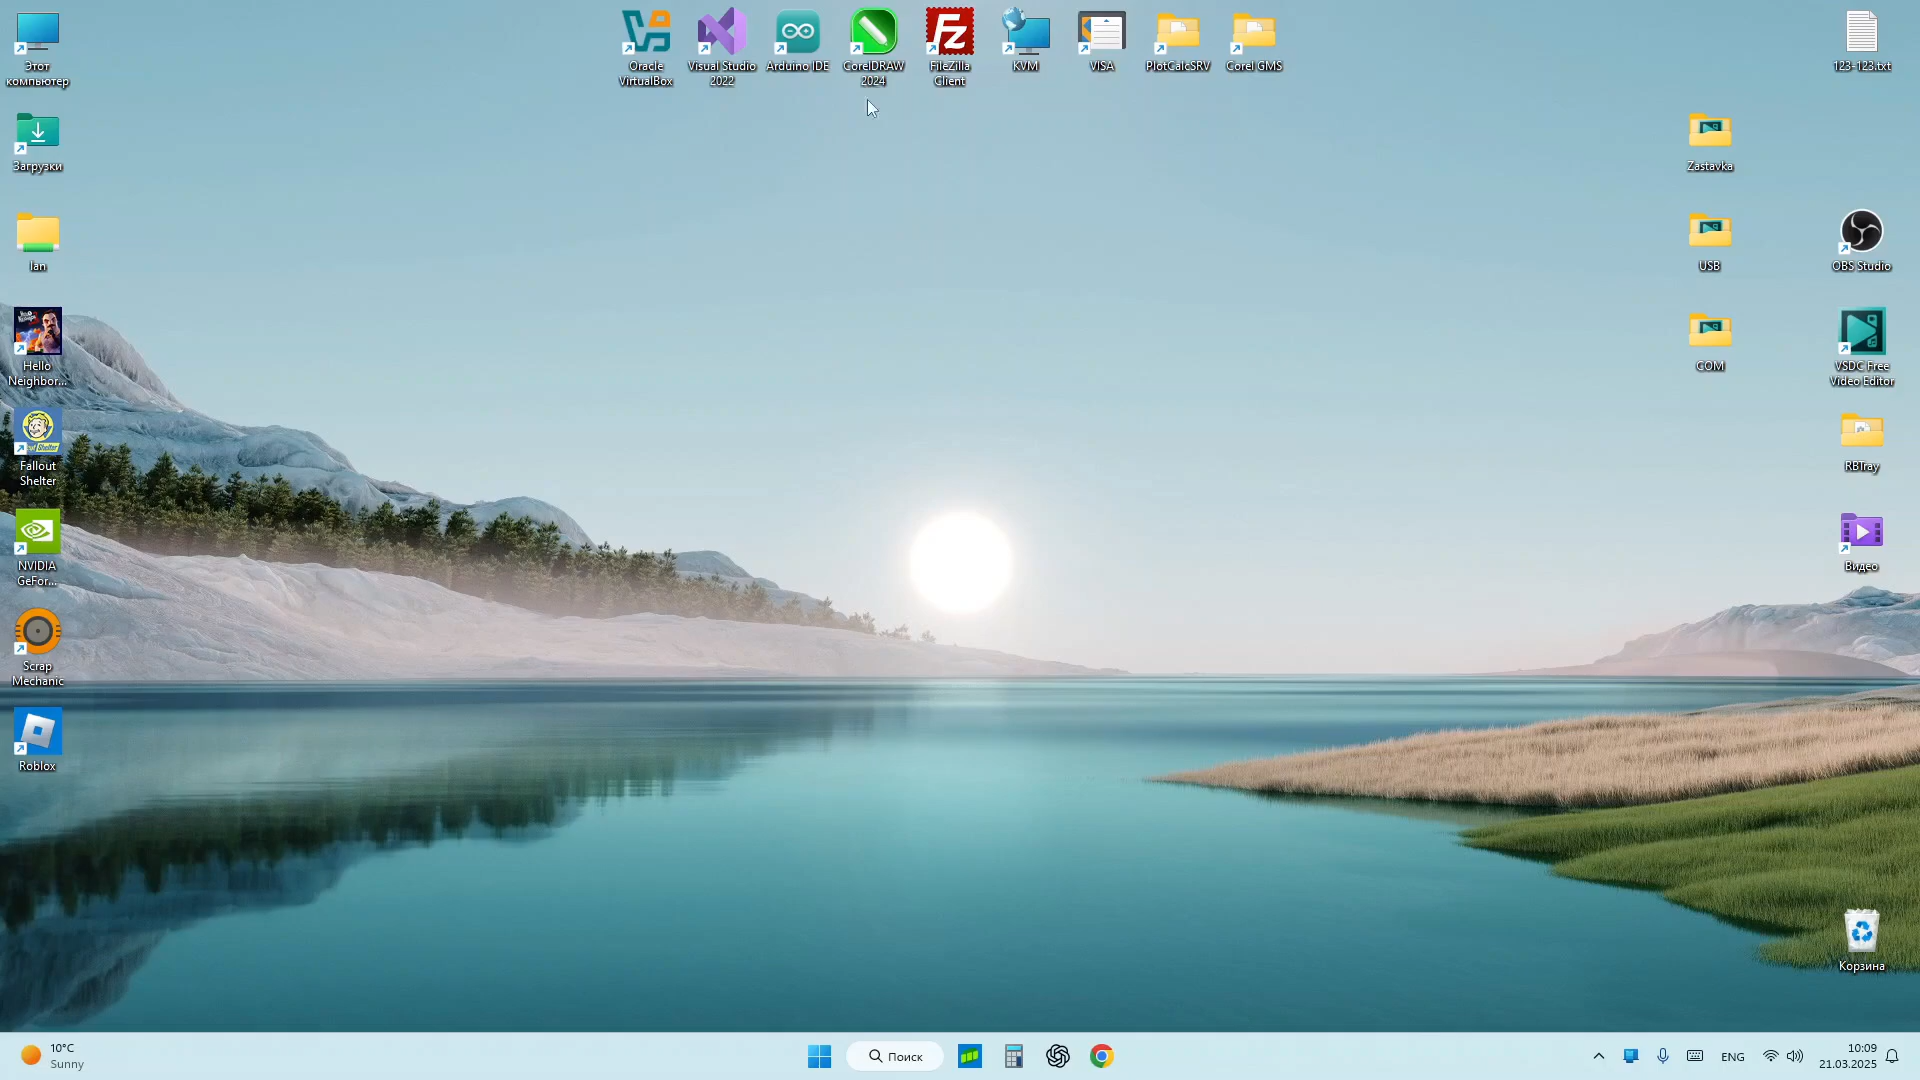 Этот
компьютер
Загрузки
lan
Hello
Neighbor...
Fallout
Shelter
NVIDIA
GeFor...
Scrap
Mechanic
Roblox
Oracle
VirtualBox
Visual Studio
2022
Arduino IDE
CorelDRAW
2024
FileZilla
Client
KVM
VISA
PlotCalcSRV
Corel GMS
Zastavka
USB
COM
123-123.txt
OBS Studio
VSDC Free
Video Editor
RBTray
Видео
Корзина
10°C
Sunny
Поиск
ENG
10:09
21.03.2025